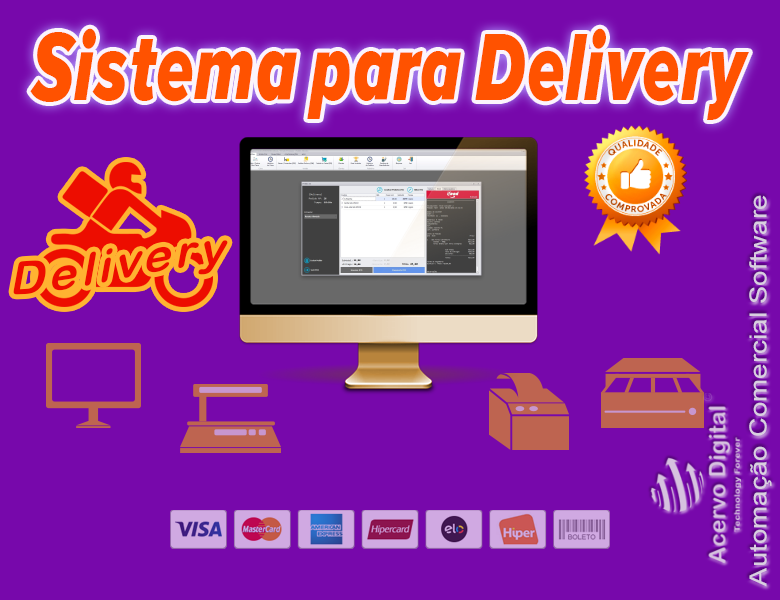 Sistema para Delivery
QUALIDADE
COMPROVADA
Delivery
Acervo Digital
Technology Forever
Automação Comercial Software
VISA
MasterCard
AMERICAN
EXPRESS
Hipercard
elo
Hiper
BOLETO